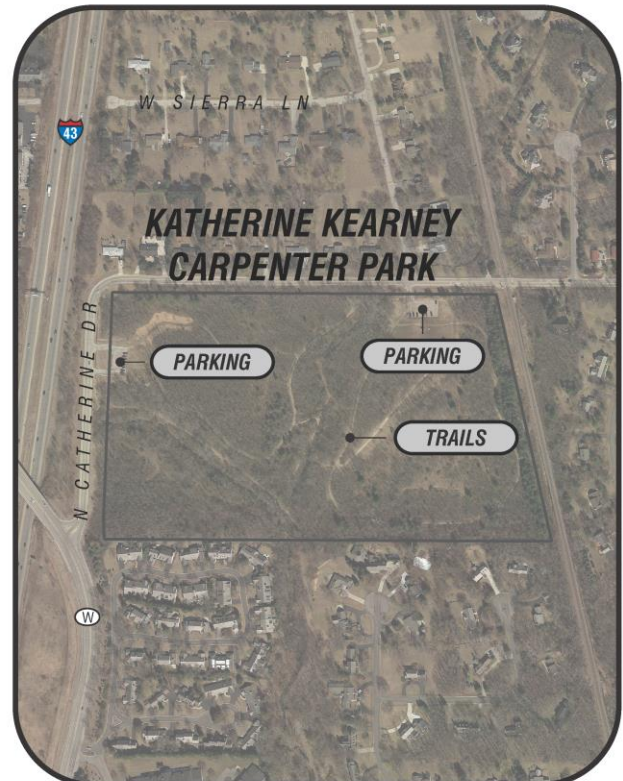 W SIERRA LN
43
KATHERINE KEARNEY
CARPENTER PARK
N CATHERINE DR
PARKING
PARKING
TRAILS
W